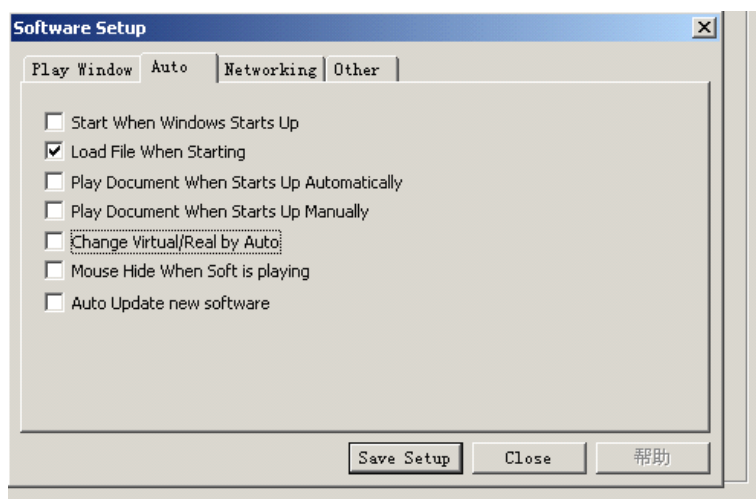 Software Setup
Play Window Auto Networking Other
Start When Windows Starts Up
Load File When Starting
Play Document When Starts Up Automatically
Play Document When Starts Up Manually
Change Virtual/Real by Auto
Mouse Hide When Soft is playing
Auto Update new software
Save Setup Close 帮助